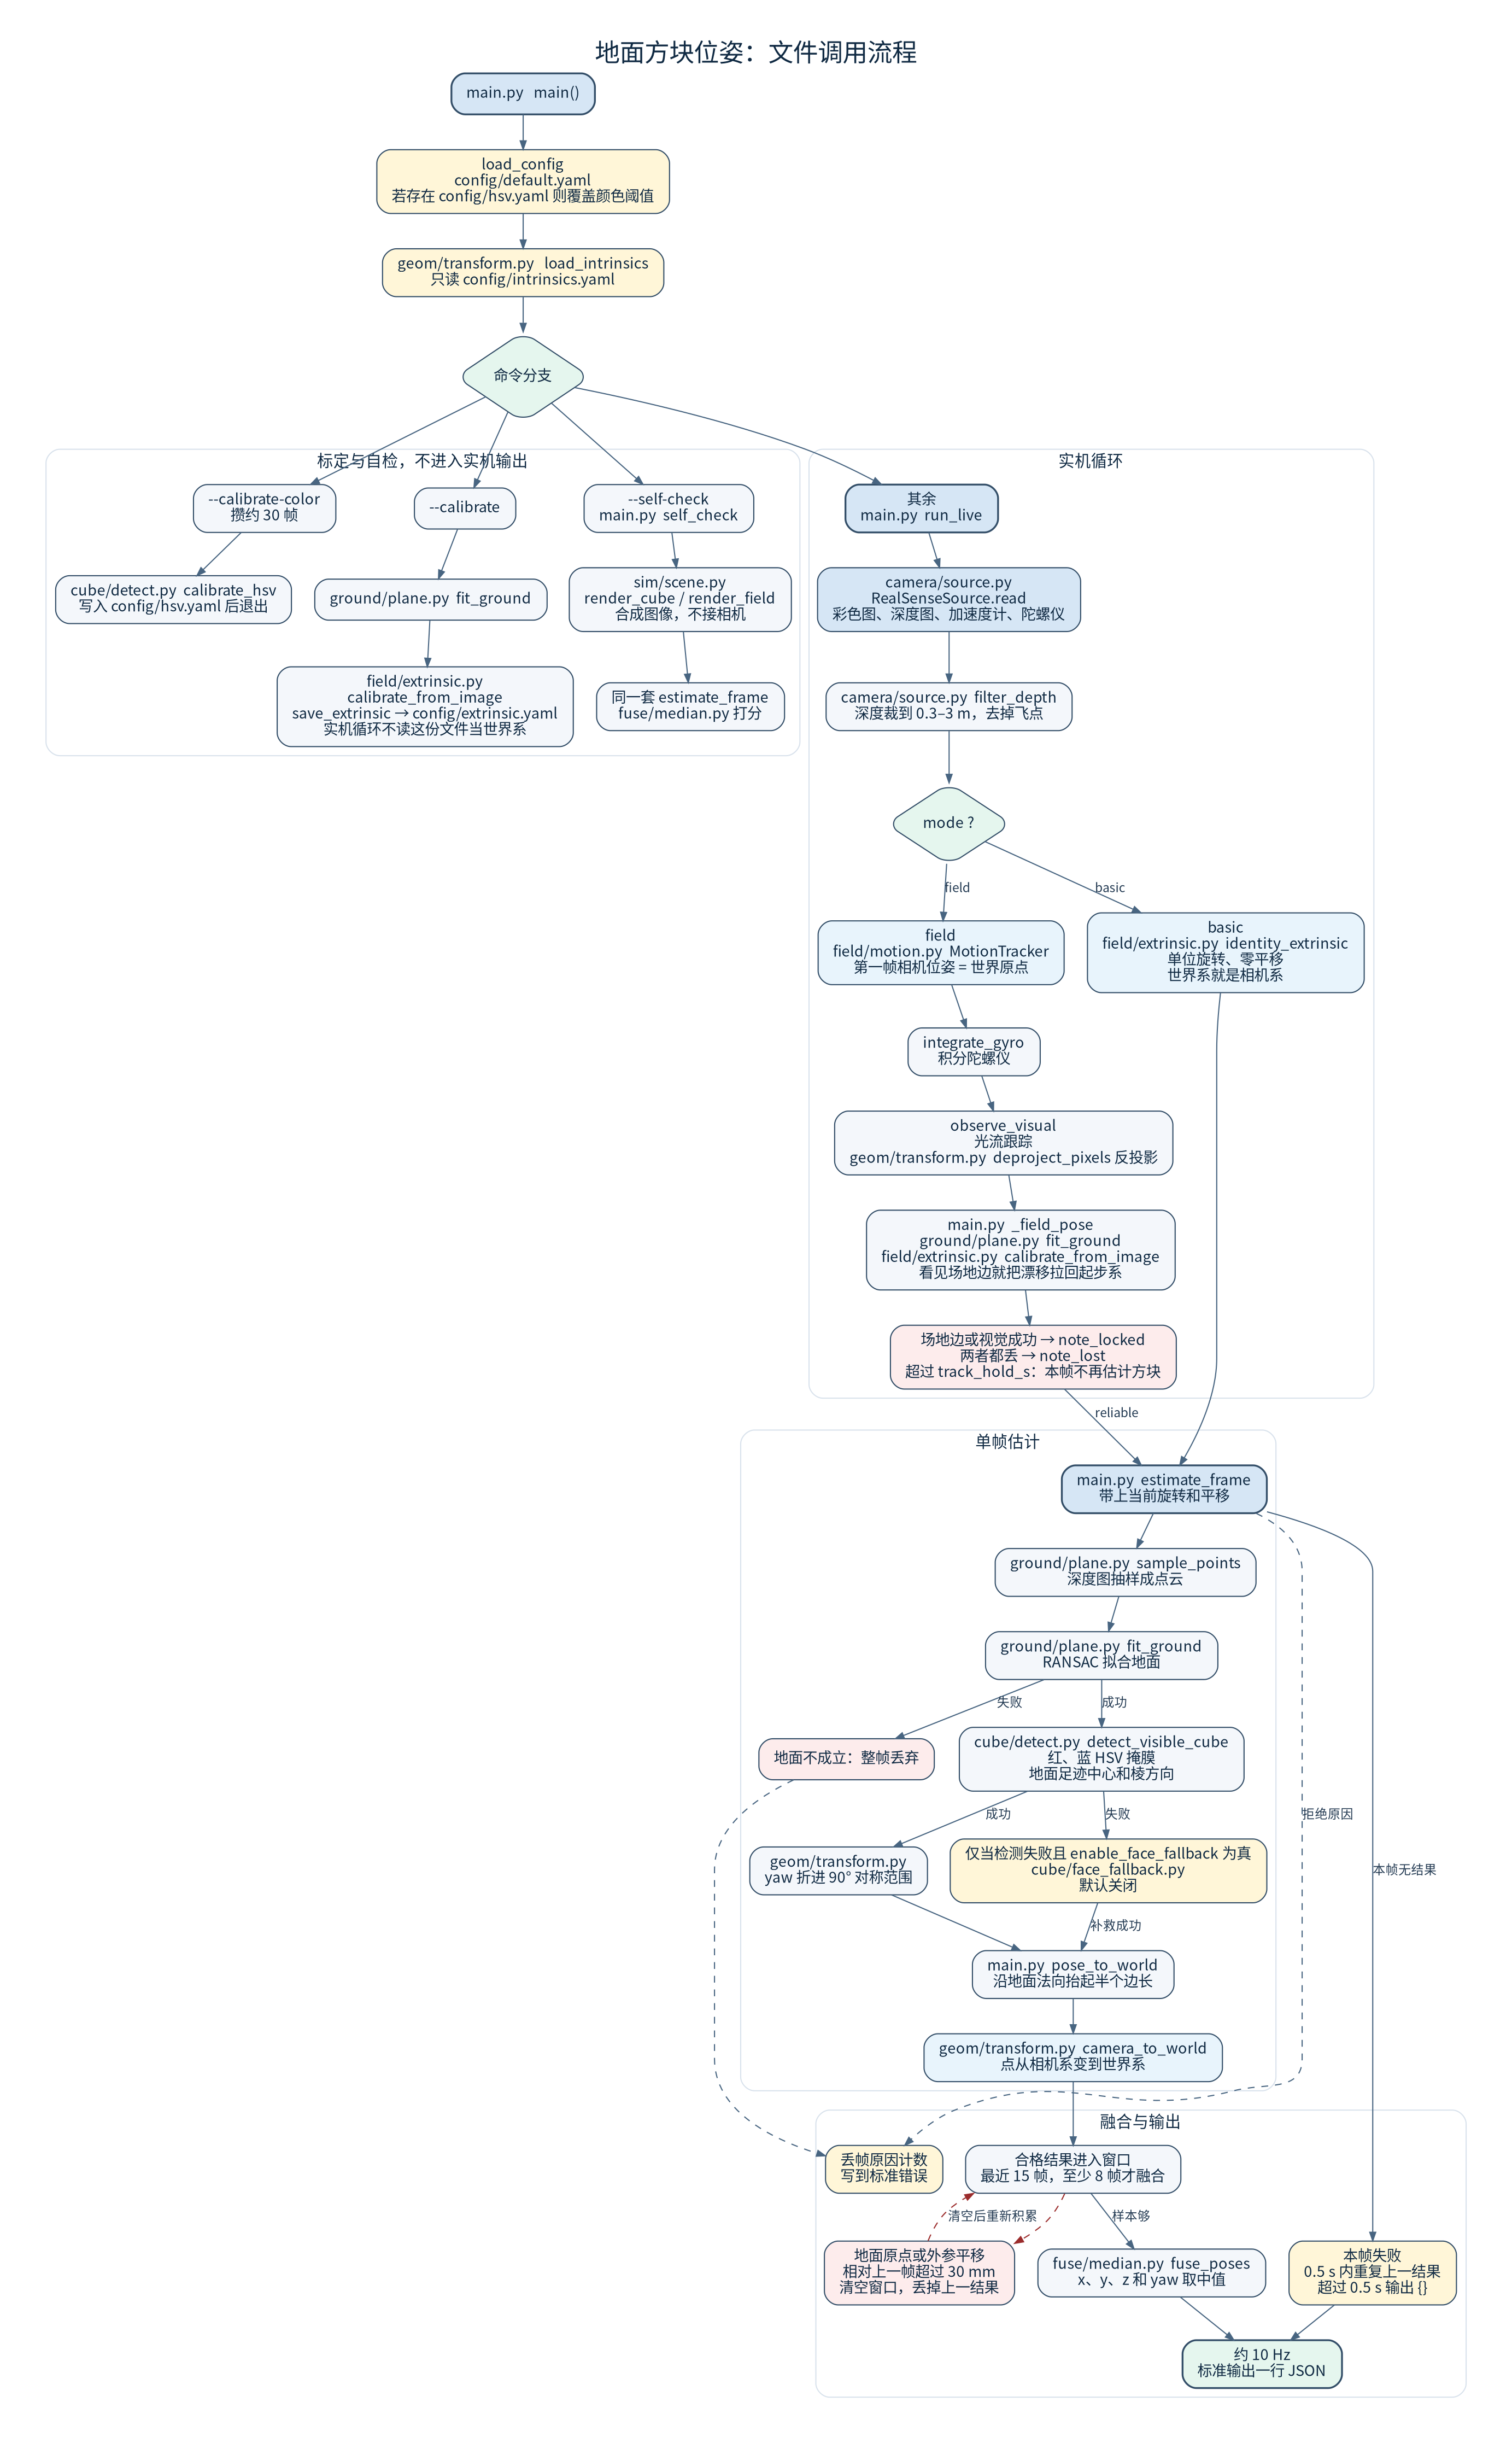 地面方块位姿：文件调用流程
main.py main()
load_config
config/default.yaml
若存在 config/hsv.yaml 则覆盖颜色阈值
geom/transform.py load_intrinsics
只读 config/intrinsics.yaml
命令分支
标定与自检，不进入实机输出
--calibrate-color
攒约 30 帧
--calibrate
--self-check
main.py self_check
cube/detect.py calibrate_hsv
写入 config/hsv.yaml 后退出
ground/plane.py fit_ground
sim/scene.py
render_cube / render_field
合成图像，不接相机
field/extrinsic.py
calibrate_from_image
save_extrinsic → config/extrinsic.yaml
实机循环不读这份文件当世界系
同一套 estimate_frame
fuse/median.py 打分
实机循环
其余
main.py run_live
camera/source.py
RealSenseSource.read
彩色图、深度图、加速度计、陀螺仪
camera/source.py filter_depth
深度裁到 0.3–3 m，去掉飞点
mode ?
field
basic
field
field/motion.py MotionTracker
第一帧相机位姿 = 世界原点
basic
field/extrinsic.py identity_extrinsic
单位旋转、零平移
世界系就是相机系
integrate_gyro
积分陀螺仪
observe_visual
光流跟踪
geom/transform.py deproject_pixels 反投影
main.py _field_pose
ground/plane.py fit_ground
field/extrinsic.py calibrate_from_image
看见场地边就把漂移拉回起步系
场地边或视觉成功 → note_locked
两者都丢 → note_lost
超过 track_hold_s：本帧不再估计方块
reliable
单帧估计
main.py estimate_frame
带上当前旋转和平移
ground/plane.py sample_points
深度图抽样成点云
ground/plane.py fit_ground
RANSAC 拟合地面
失败
成功
地面不成立：整帧丢弃
cube/detect.py detect_visible_cube
红、蓝 HSV 掩膜
地面足迹中心和棱方向
成功
失败
拒绝原因
geom/transform.py
yaw 折进 90° 对称范围
仅当检测失败且 enable_face_fallback 为真
cube/face_fallback.py
默认关闭
本帧无结果
补救成功
main.py pose_to_world
沿地面法向抬起半个边长
geom/transform.py camera_to_world
点从相机系变到世界系
融合与输出
丢帧原因计数
写到标准错误
合格结果进入窗口
最近 15 帧，至少 8 帧才融合
清空后重新积累
样本够
地面原点或外参平移
相对上一帧超过 30 mm
清空窗口，丢掉上一结果
fuse/median.py fuse_poses
x、y、z 和 yaw 取中值
本帧失败
0.5 s 内重复上一结果
超过 0.5 s 输出 {}
约 10 Hz
标准输出一行 JSON